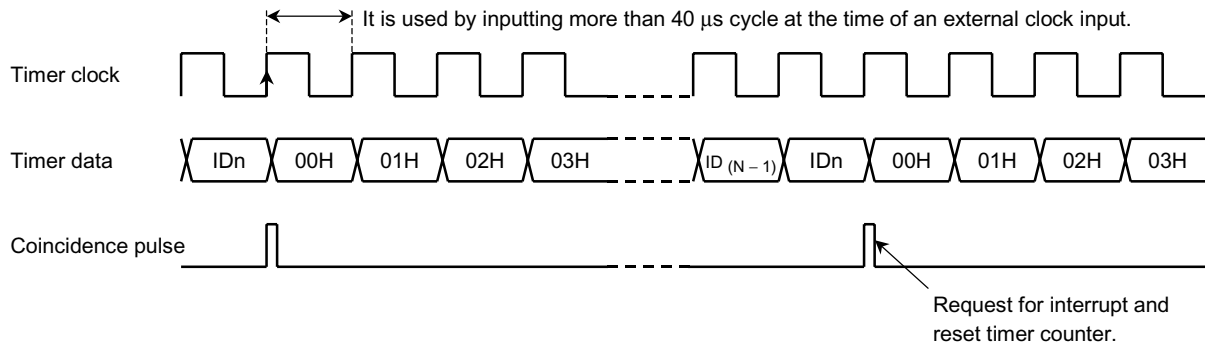 It is used by inputting more than 40 μs cycle at the time of an external clock input.
Timer clock
Timer data
IDn 00H 01H 02H 03H ID (N − 1) IDn 00H 01H 02H 03H
Coincidence pulse
Request for interrupt and
reset timer counter.